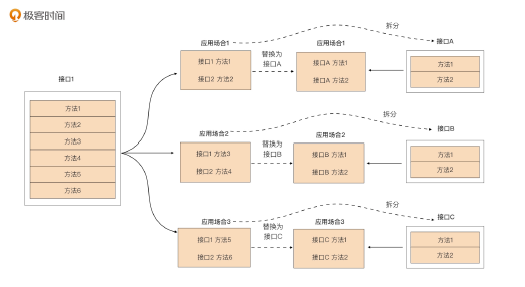 极客时间
接口1
方法1
方法2
方法3
方法4
方法5
方法6
应用场合1
接口1 方法1
接口2 方法2
替换为
接口A
应用场合1
接口A 方法1
接口A 方法2
拆分
接口A
方法1
方法2
应用场合2
接口1 方法3
接口2 方法4
替换为
接口B
应用场合2
接口B 方法1
接口B 方法2
拆分
接口B
方法1
方法2
应用场合3
接口1 方法5
接口2 方法6
替换为
接口C
应用场合3
接口C 方法1
接口C 方法2
拆分
接口C
方法1
方法2